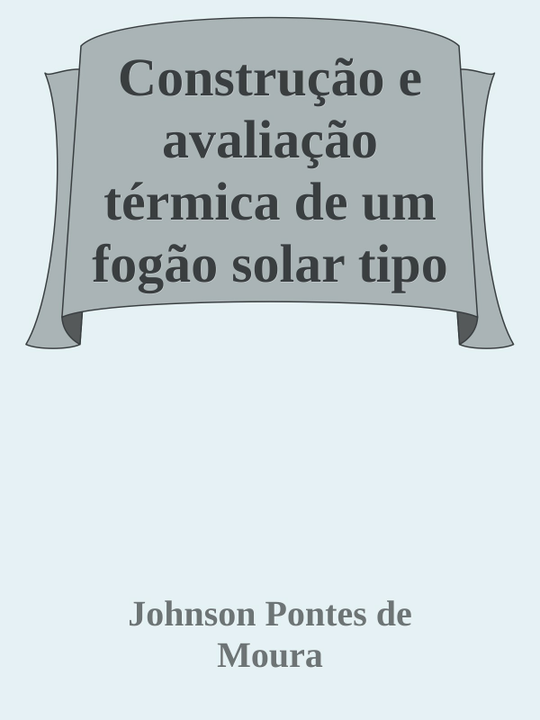 Construção e
avaliação
térmica de um
fogão solar tipo
Johnson Pontes de
Moura